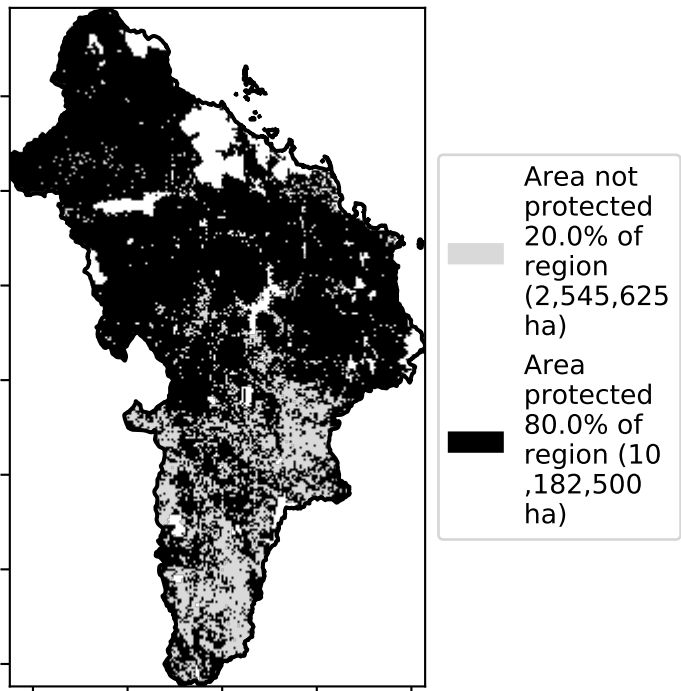 Area not
protected
20.0% of
region
(2,545,625
ha)
Area
protected
80.0% of
region (10
,182,500
ha)